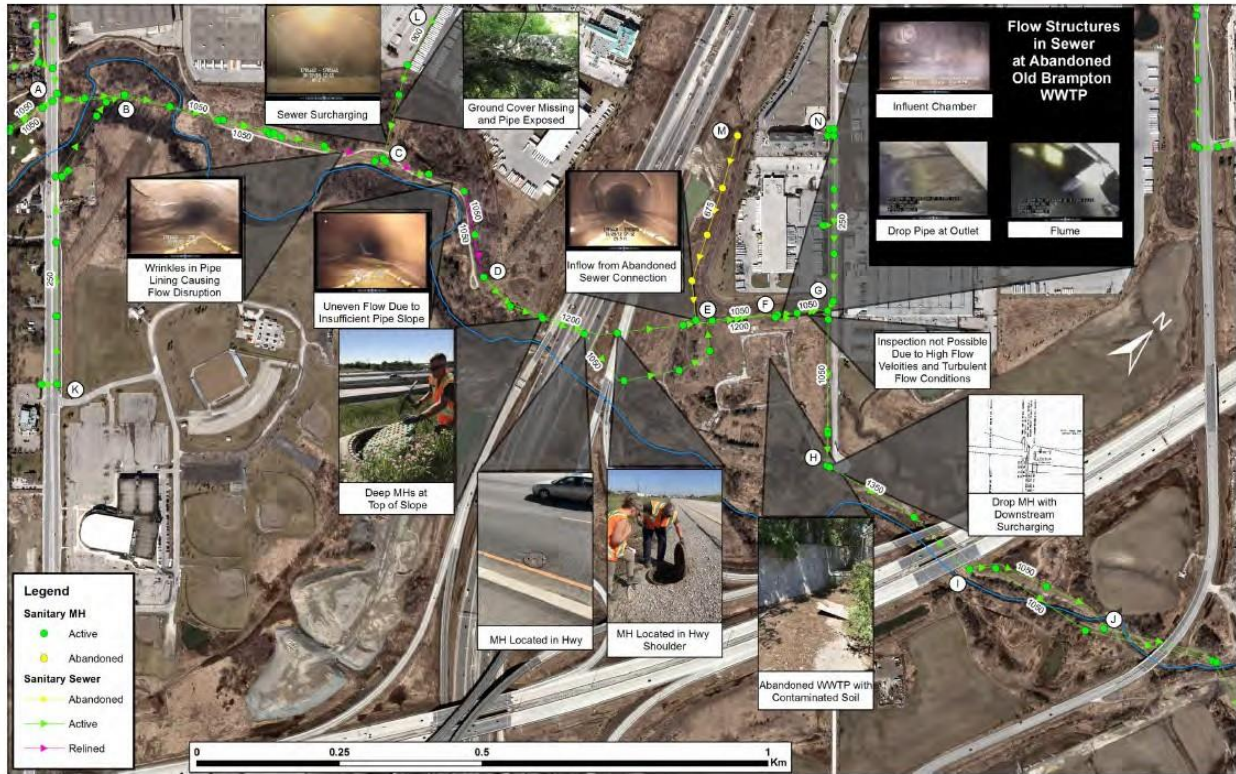 Flow Structures
in Sewer
at Abandoned
Old Brampton
WWTP
Influent Chamber
Drop Pipe at Outlet
Flume
Sewer Surcharging
Ground Cover Missing
and Pipe Exposed
L
900
A
1050
1050
B
1050
1050
C
M
N
Wrinkles in Pipe
Lining Causing
Flow Disruption
Uneven Flow Due to
Insufficient Pipe Slope
Inflow from Abandoned
Sewer Connection
675
250
1050
1050
D
250
G
E
1050
F
1050
1200
1200
1050
Inspection not Possible
Due to High Flow
Veloities and Turbulent
Flow Conditions
N
K
1050
Deep MHs at
Top of Slope
H
1350
Drop MH with
Downstream
Surcharging
MH Located in Hwy
MH Located in Hwy
Shoulder
Abandoned WWTP with
Contaminated Soil
I
1050
1050
J
Legend
Sanitary MH
Active
Abandoned
Sanitary Sewer
Abandoned
Active
Relined
0
0.25
0.5
1
Km